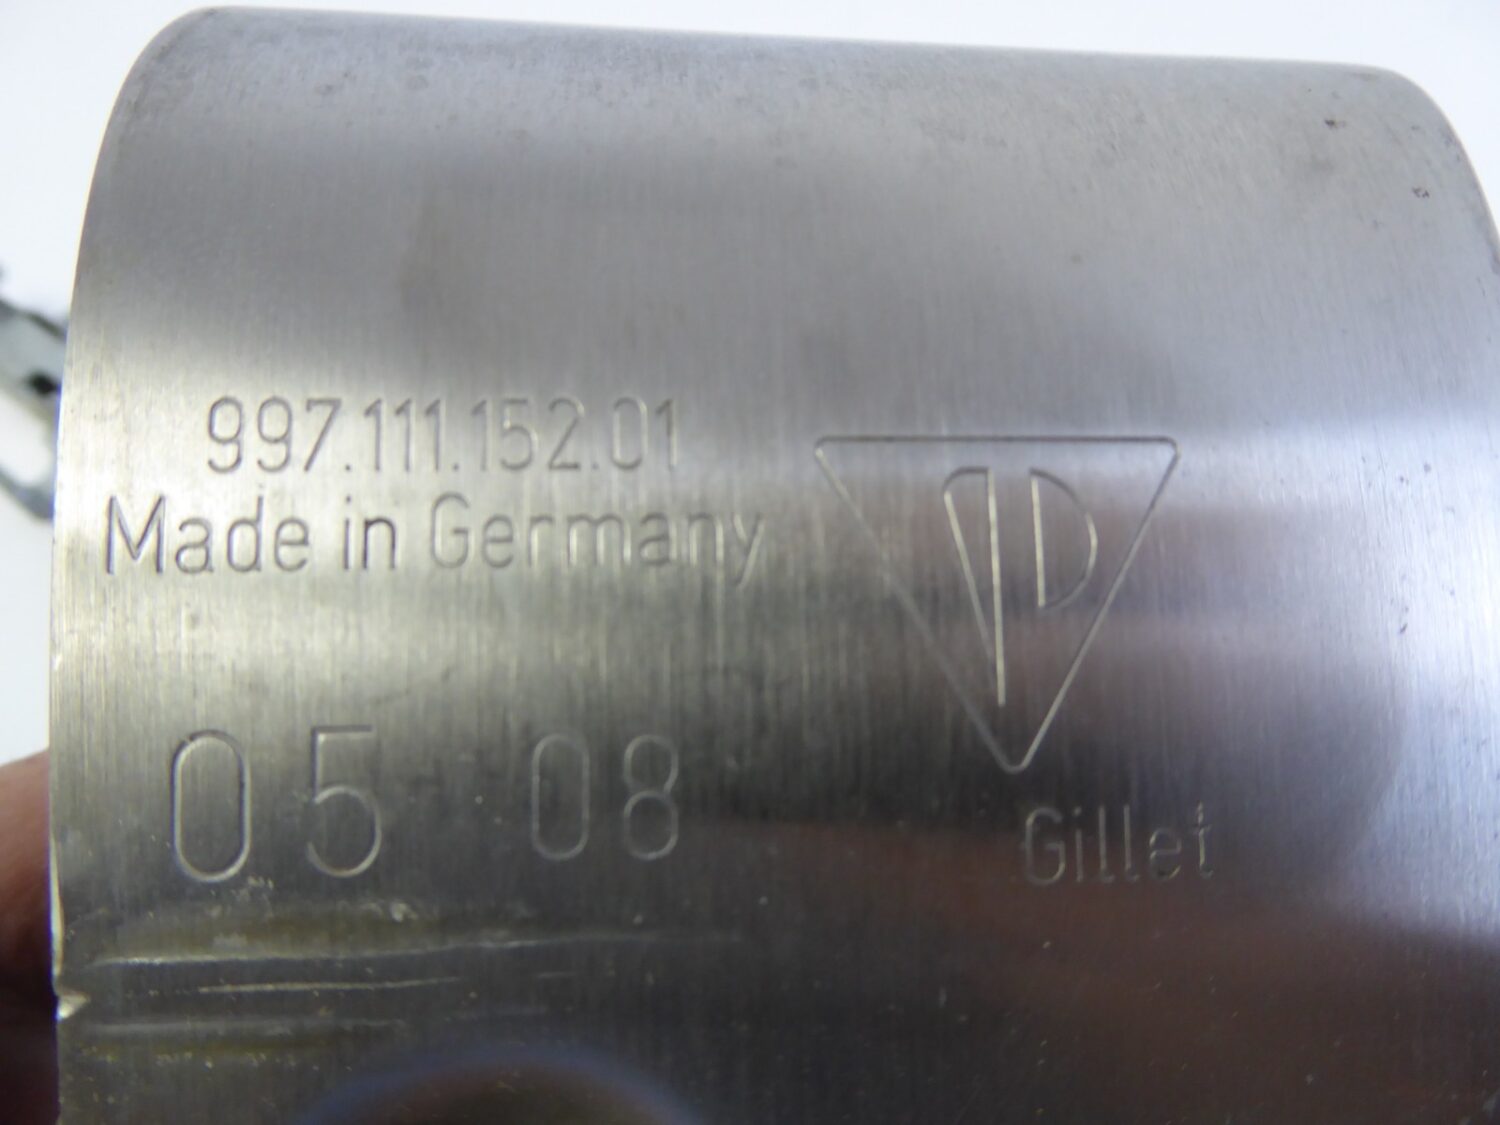 997.111.152.01
Made in Germany
05 08
Gillet